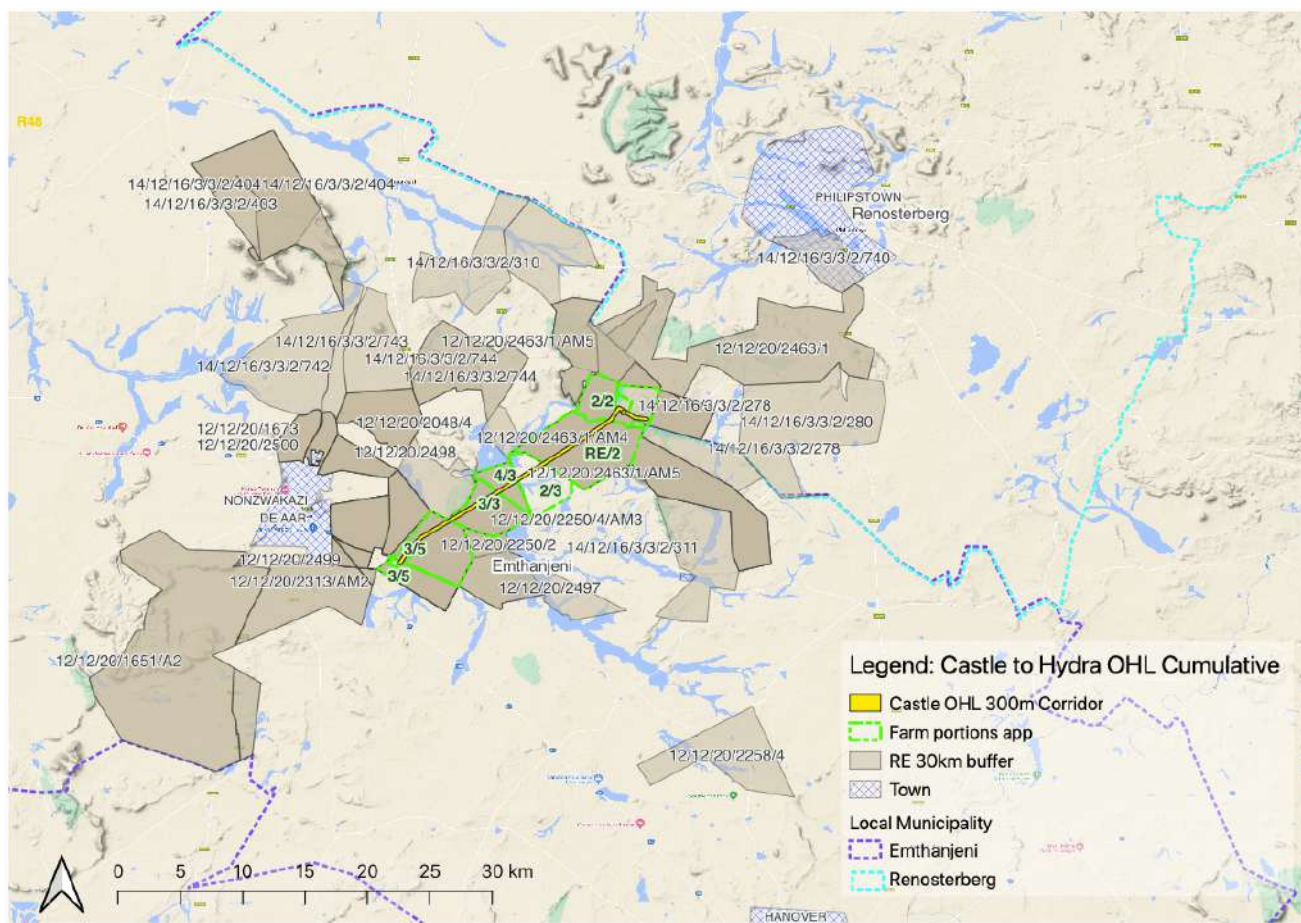 R48
14/12/16/3/3/2/404 14/12/16/3/3/2/404
14/12/16/3/3/2/403
PHILIPSTOWN
Renosterberg
14/12/16/3/3/2/740
14/12/16/3/3/2/310
14/12/16/3/3/2/743
12/12/20/2463/1/AM5
14/12/16/3/3/2/744
12/12/20/2463/1
14/12/16/3/3/2/742
14/12/16/3/3/2/744
2/2
14/12/16/3/3/2/278
12/12/20/1673
12/12/20/2048/4
14/12/16/3/3/2/280
12/12/20/2500
12/12/20/2463/1/AM4
12/12/20/2498
RE/2
14/12/16/3/3/2/278
4/3
12/12/20/2463/1/AM5
2/3
NONZWAKAZI
3/3
DE AAR
12/12/20/2250/4/AM3
3/5
12/12/20/2250/2
14/12/16/3/3/2/311
12/12/20/2499
Emthanjeni
12/12/20/2313/AM2
3/5
12/12/20/2497
12/12/20/1651/A2
12/12/20/2258/4
Legend: Castle to Hydra OHL Cumulative
Castle OHL 300m Corridor
Farm portions app
RE 30km buffer
Town
Local Municipality
Emthanjeni
Renosterberg
0 5 10 15 20 25 30 km
HANOVER